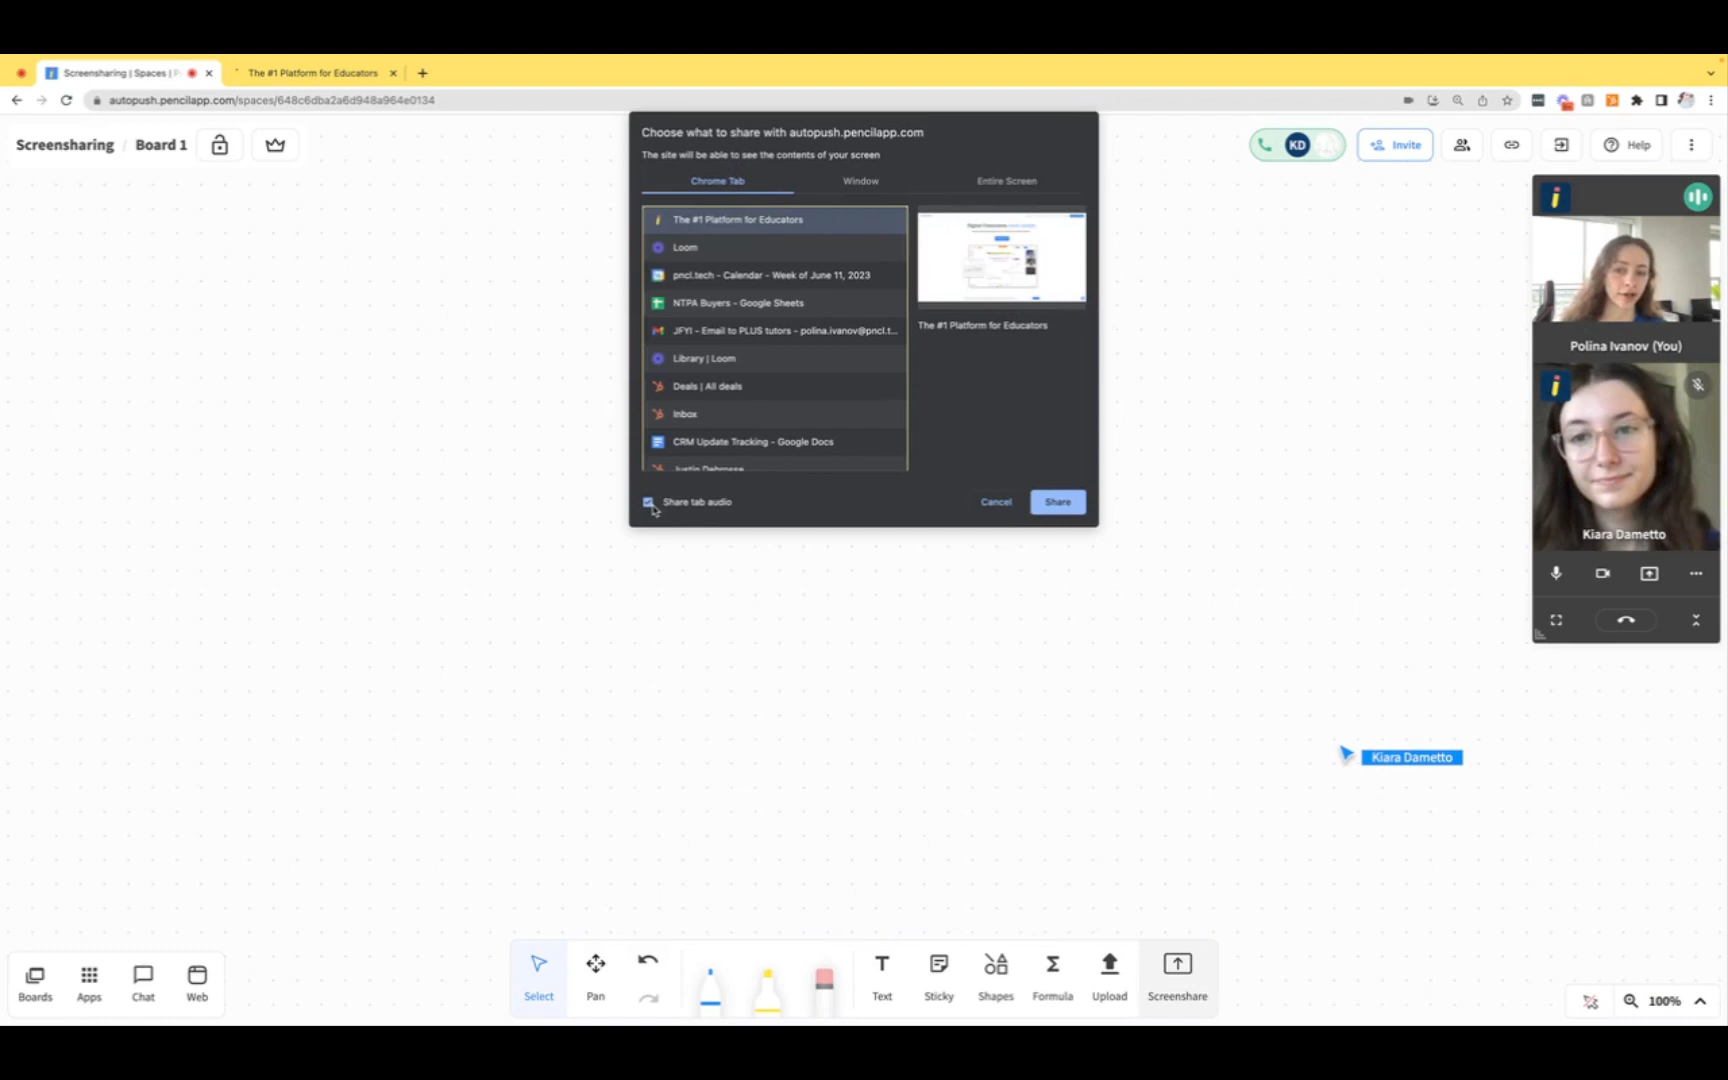 Screensharing | Spaces | P
The #1 Platform for Educators
autopush.pencilapp.com/spaces/648c6dba2a6d948a964e0134
Screensharing / Board 1
KD
Invite
Help
Choose what to share with autopush.pencilapp.com
The site will be able to see the contents of your screen
Chrome Tab
Window
Entire Screen
The #1 Platform for Educators
Loom
pncl.tech - Calendar - Week of June 11, 2023
NTPA Buyers - Google Sheets
JFYI - Email to PLUS tutors - polina.ivanov@pncl.t...
Library | Loom
Deals | All deals
Inbox
CRM Update Tracking - Google Docs
Justin Dabrosse
The #1 Platform for Educators
Share tab audio
Cancel
Share
Polina Ivanov (You)
Kiara Dametto
Kiara Dametto
Boards
Apps
Chat
Web
Select
Pan
Text
Sticky
Shapes
Formula
Upload
Screenshare
100%